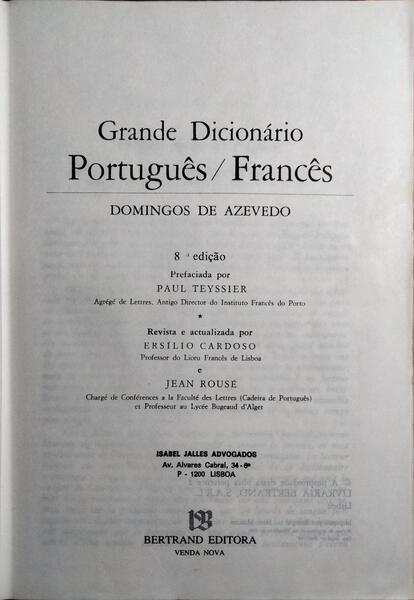 Grande Dicionário
Português / Francês
DOMINGOS DE AZEVEDO
8ª edição
Prefaciada por
PAUL TEYSSIER
Agrégé de Lettres, Antigo Director do Instituto Francês do Porto
★
Revista e actualizada por
ERSÍLIO CARDOSO
Professor do Liceu Francês de Lisboa
e
JEAN ROUSÉ
Chargé de Conférences a la Faculté des Lettres (Cadeira de Português)
et Professeur au Lycée Bugeaud d'Alger
ISABEL JALLES ADVOGADOS
Av. Alvares Cabral, 34-6º
P - 1200 LISBOA
BERTRAND EDITORA
VENDA NOVA
LIVRARIA BERTRAND, S.A.R.L.